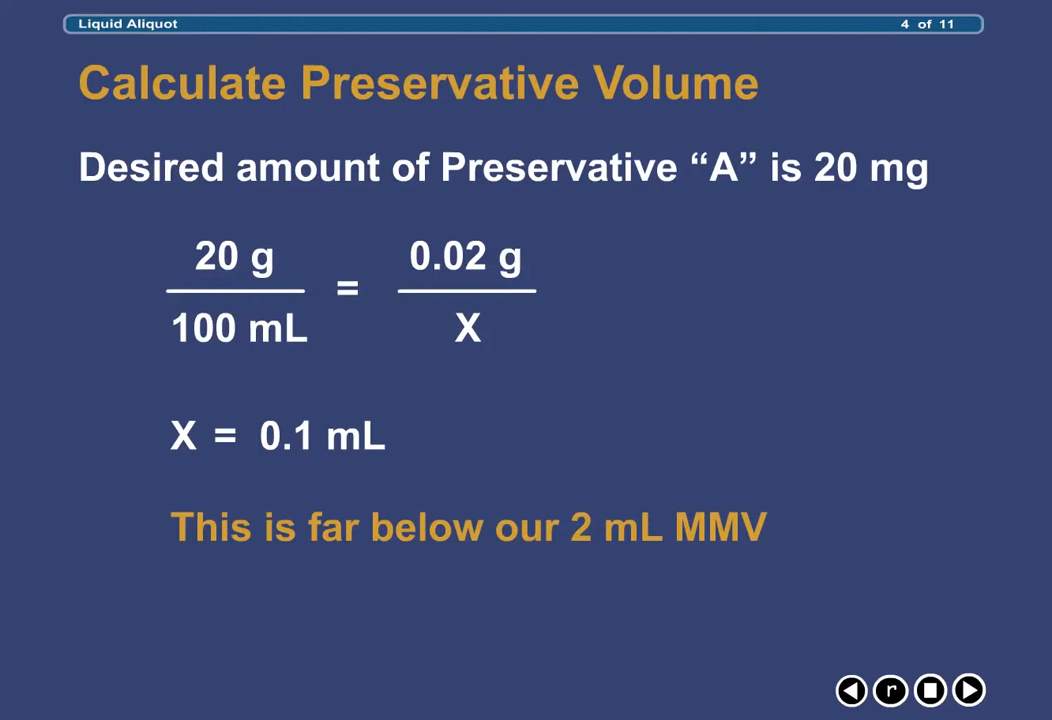 Liquid Aliquot 4 of 11
Calculate Preservative Volume
Desired amount of Preservative “A” is 20 mg
20 g = 0.02 g
100 mL X
X = 0.1 mL
This is far below our 2 mL MMV
r